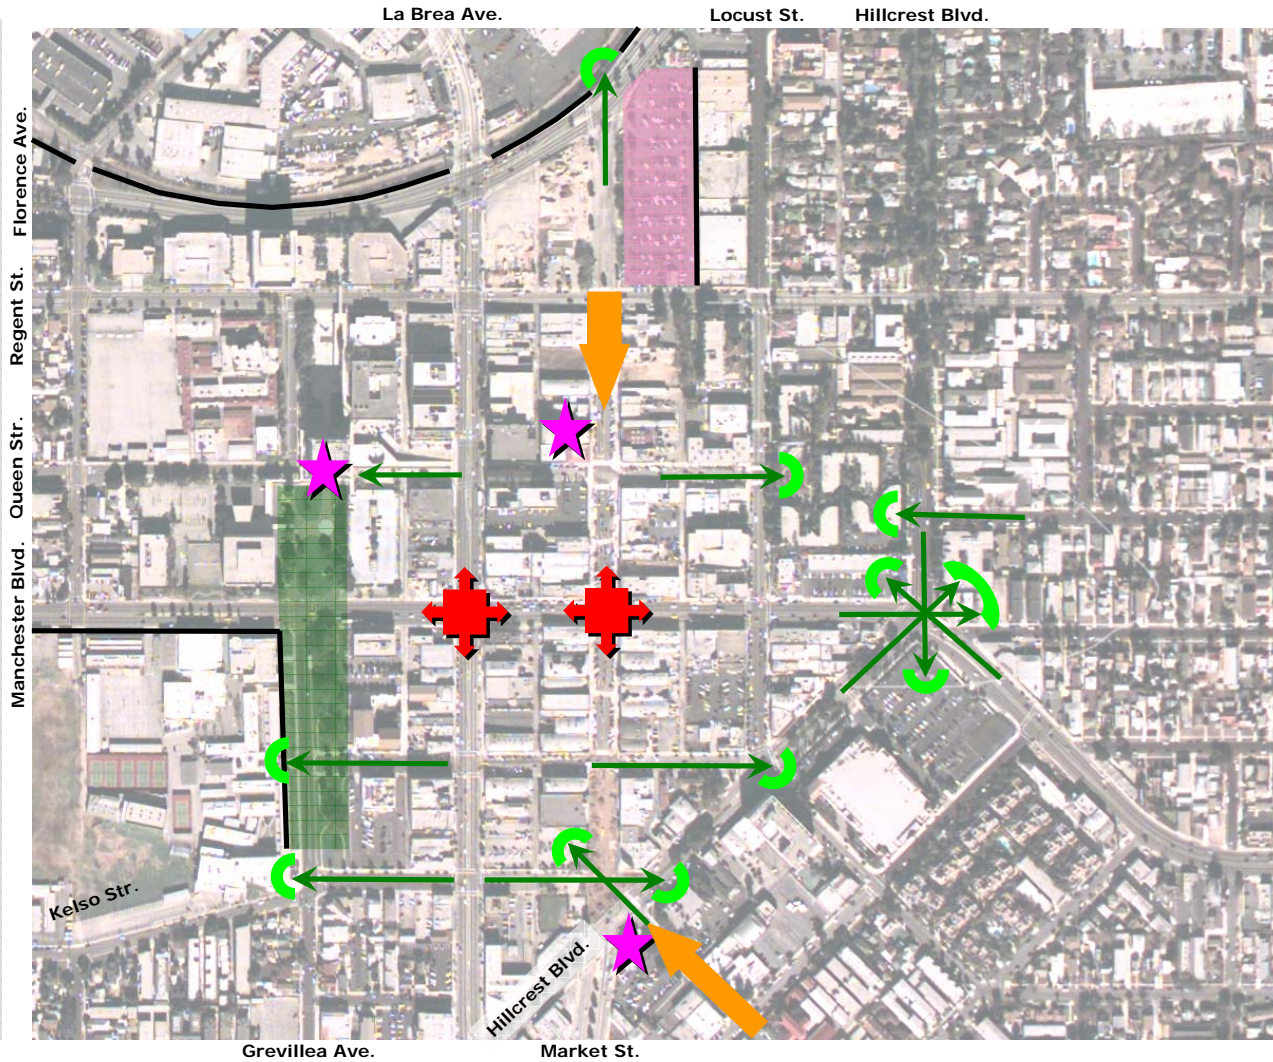 La Brea Ave.
Locust St.
Hillcrest Blvd.
Florence Ave.
Regent St.
Queen Str.
Manchester Blvd.
Kelso Str.
Hillcrest Blvd.
Grevillea Ave.
Market St.